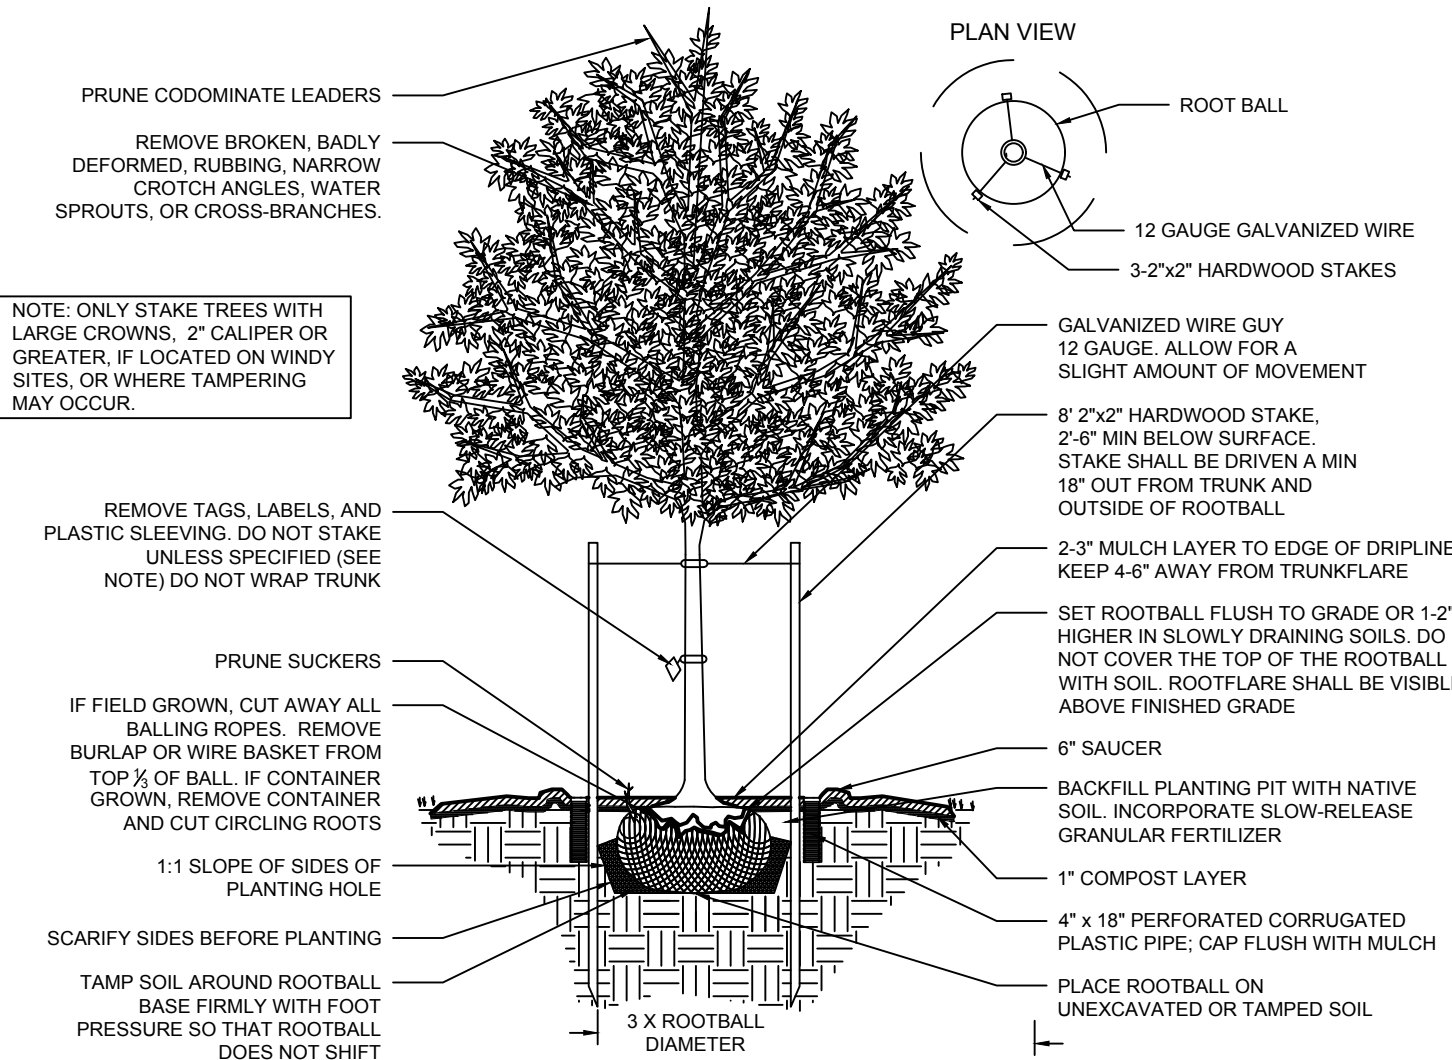 PLAN VIEW
ROOT BALL
12 GAUGE GALVANIZED WIRE
3-2"x2" HARDWOOD STAKES
PRUNE CODOMINATE LEADERS
REMOVE BROKEN, BADLY
DEFORMED, RUBBING, NARROW
CROTCH ANGLES, WATER
SPROUTS, OR CROSS-BRANCHES.
NOTE: ONLY STAKE TREES WITH
LARGE CROWNS, 2" CALIPER OR
GREATER, IF LOCATED ON WINDY
SITES, OR WHERE TAMPERING
MAY OCCUR.
REMOVE TAGS, LABELS, AND
PLASTIC SLEEVING. DO NOT STAKE
UNLESS SPECIFIED (SEE
NOTE) DO NOT WRAP TRUNK
PRUNE SUCKERS
IF FIELD GROWN, CUT AWAY ALL
BALLING ROPES. REMOVE
BURLAP OR WIRE BASKET FROM
TOP ⅓ OF BALL. IF CONTAINER
GROWN, REMOVE CONTAINER
AND CUT CIRCLING ROOTS
1:1 SLOPE OF SIDES OF
PLANTING HOLE
SCARIFY SIDES BEFORE PLANTING
TAMP SOIL AROUND ROOTBALL
BASE FIRMLY WITH FOOT
PRESSURE SO THAT ROOTBALL
DOES NOT SHIFT
GALVANIZED WIRE GUY
12 GAUGE. ALLOW FOR A
SLIGHT AMOUNT OF MOVEMENT
8' 2"x2" HARDWOOD STAKE,
2'-6" MIN BELOW SURFACE.
STAKE SHALL BE DRIVEN A MIN
18" OUT FROM TRUNK AND
OUTSIDE OF ROOTBALL
2-3" MULCH LAYER TO EDGE OF DRIPLINE
KEEP 4-6" AWAY FROM TRUNKFLARE
SET ROOTBALL FLUSH TO GRADE OR 1-2"
HIGHER IN SLOWLY DRAINING SOILS. DO
NOT COVER THE TOP OF THE ROOTBALL
WITH SOIL. ROOTFLARE SHALL BE VISIBLE
ABOVE FINISHED GRADE
6" SAUCER
BACKFILL PLANTING PIT WITH NATIVE
SOIL. INCORPORATE SLOW-RELEASE
GRANULAR FERTILIZER
1" COMPOST LAYER
4" x 18" PERFORATED CORRUGATED
PLASTIC PIPE; CAP FLUSH WITH MULCH
PLACE ROOTBALL ON
UNEXCAVATED OR TAMPED SOIL
3 X ROOTBALL
DIAMETER